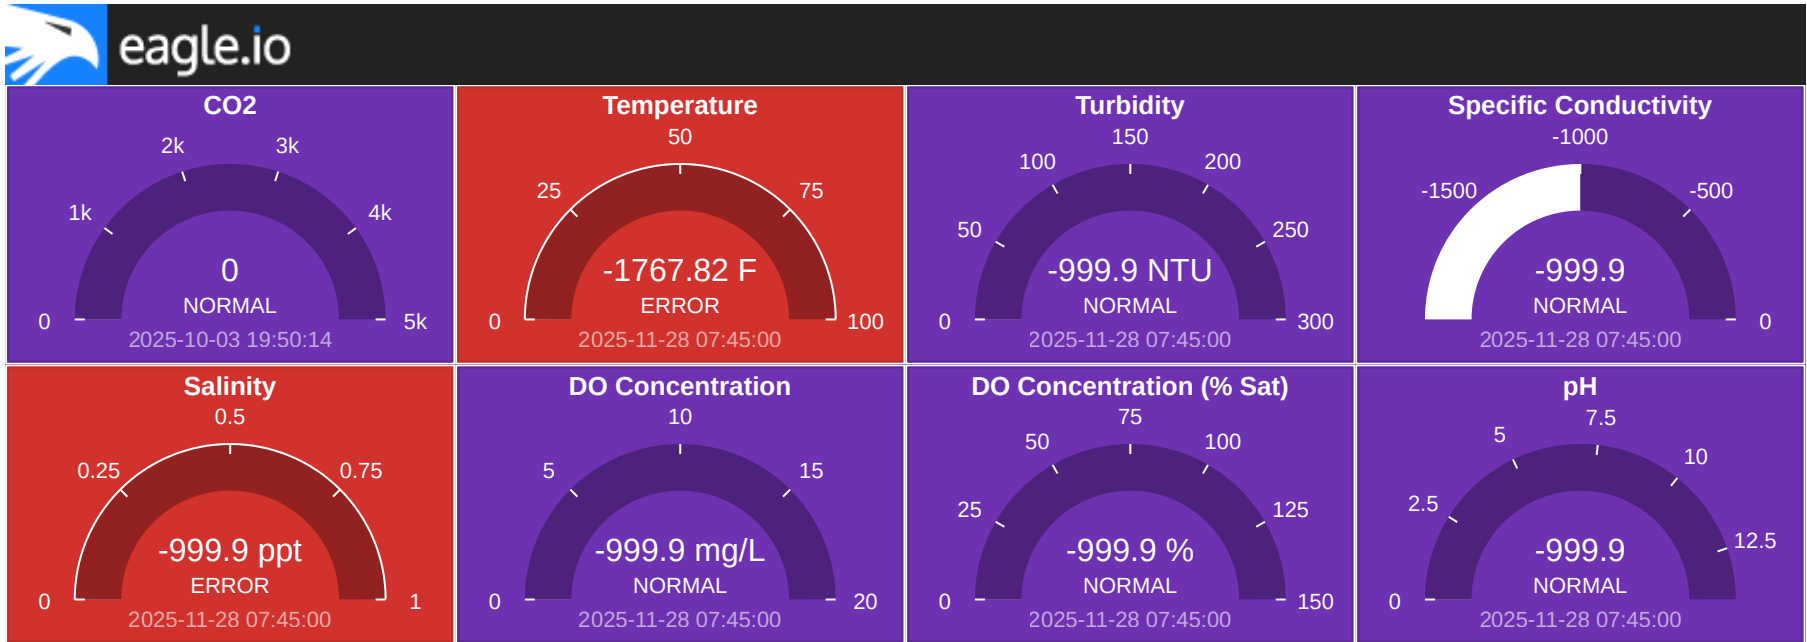 eagle.io
CO2
2k
3k
1k
4k
0
NORMAL
0
5k
2025-10-03 19:50:14
Temperature
50
25
75
-1767.82 F
ERROR
0
100
2025-11-28 07:45:00
Turbidity
150
100
200
50
250
-999.9 NTU
NORMAL
0
300
2025-11-28 07:45:00
Specific Conductivity
-1000
-1500
-500
-999.9
NORMAL
0
2025-11-28 07:45:00
Salinity
0.5
0.25
0.75
-999.9 ppt
ERROR
0
1
2025-11-28 07:45:00
DO Concentration
10
5
15
-999.9 mg/L
NORMAL
0
20
2025-11-28 07:45:00
DO Concentration (% Sat)
75
50
100
25
125
-999.9 %
NORMAL
0
150
2025-11-28 07:45:00
pH
7.5
5
10
2.5
12.5
-999.9
NORMAL
0
2025-11-28 07:45:00